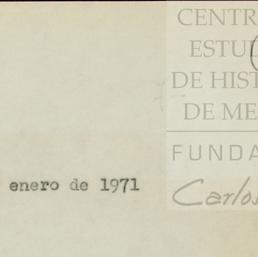 CENTR
ESTU
DE HIST
DE ME
FUNDA
Carlos
enero de 1971